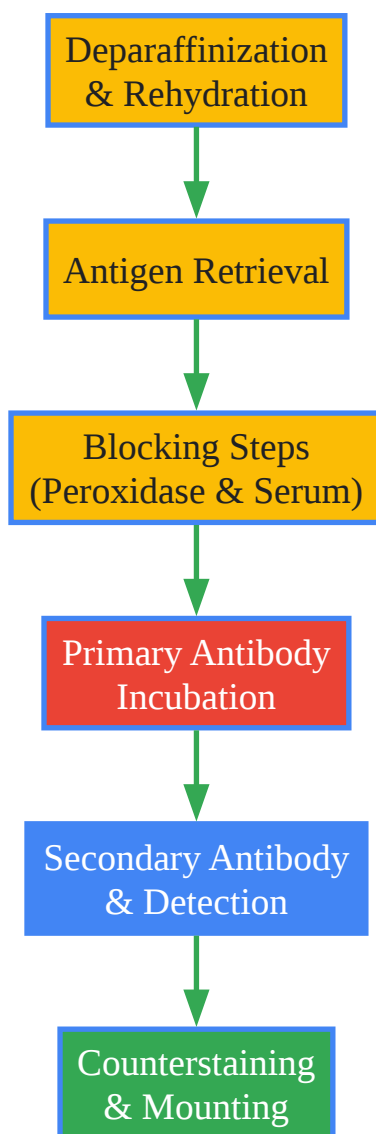 Deparaffinization
& Rehydration
Antigen Retrieval
Blocking Steps
(Peroxidase & Serum)
Primary Antibody
Incubation
Secondary Antibody
& Detection
Counterstaining
& Mounting